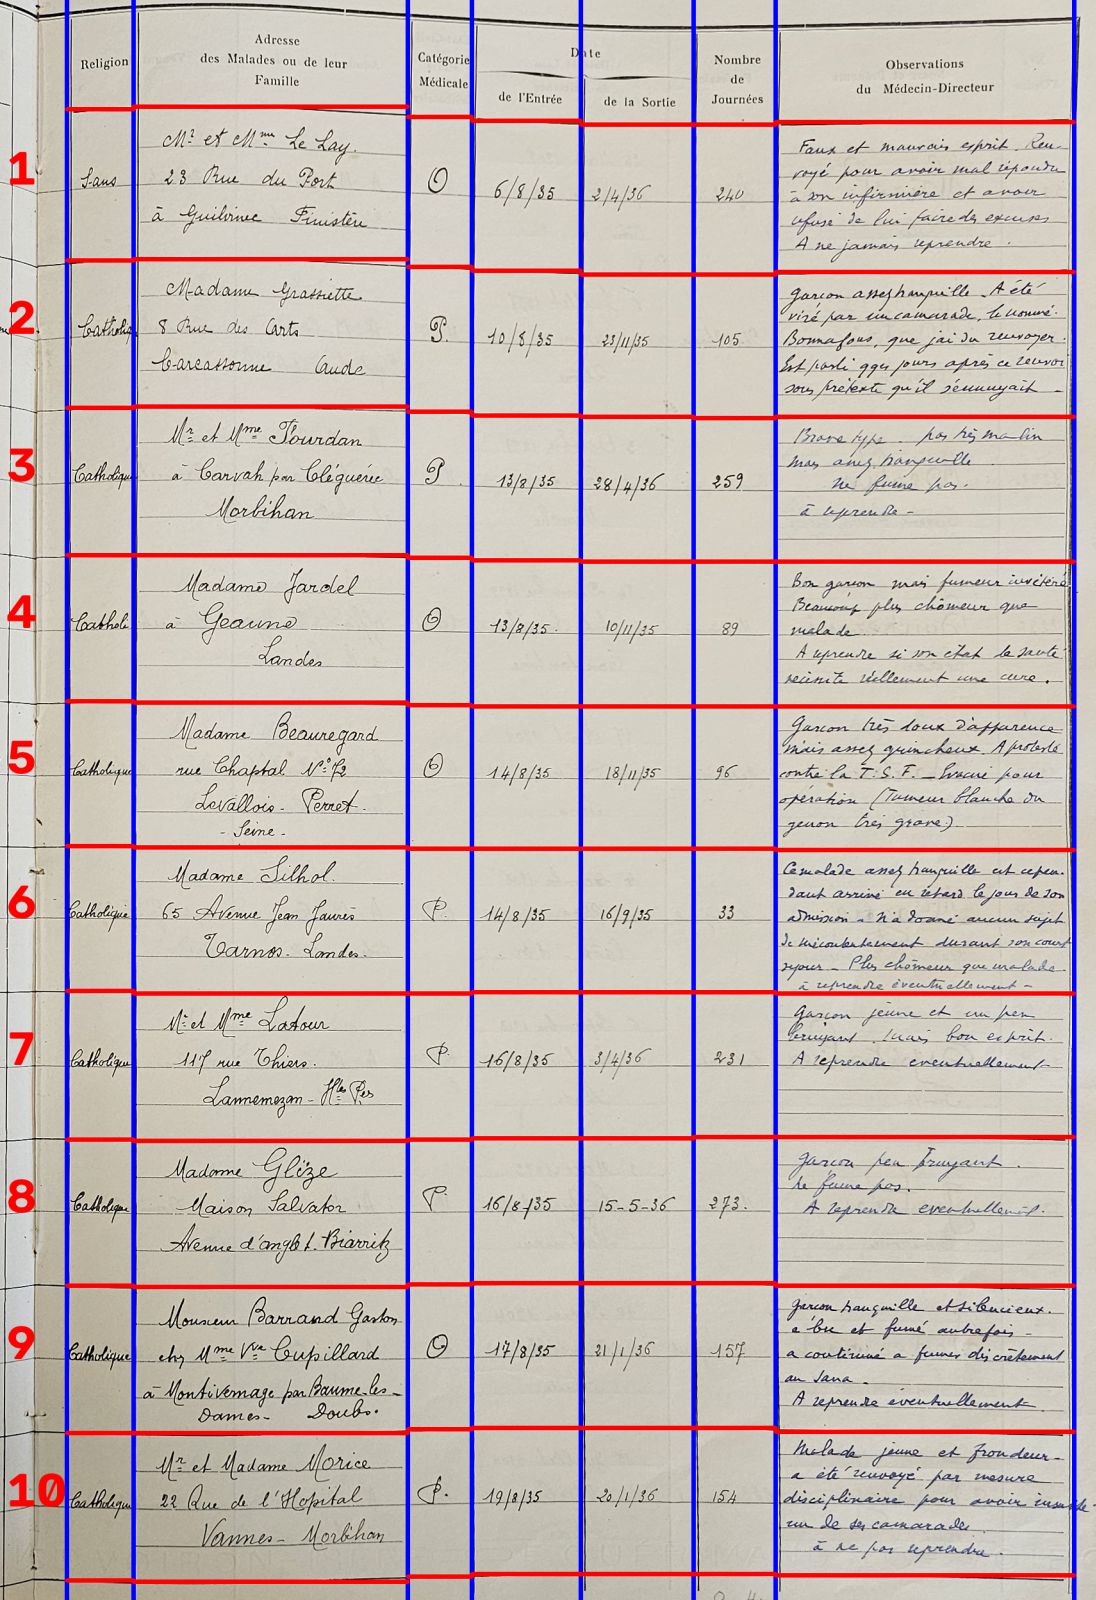 Religion
Adresse
des Malades ou de leur
Famille
Catégorie
Médicale
Date
de l'Entrée
de la Sortie
Nombre
de
Journées
Observations
du Médecin-Directeur
1
Sans
Mr et Mme Le Lay.
23 Rue du Port
à Guilvinec Finistère
O
6/8/35
2/4/36
240
Faux et mauvais esprit. Ren-
voyé pour avoir mal répondu
à son infirmière et avoir
refusé de lui faire des excuses
A ne jamais reprendre.
2
Catholiq
Madame Grassiette
8 Rue des Arts
Carcassonne Aude
P.
10/8/35
23/11/35
105
Garçon assez tranquille. A été
viré par un camarade, le nommé
Bonnafous, que j'ai du renvoyer.
Est parti qques jours après ce renvoi
sous prétexte qu'il s'ennuyait -
3
Catholique
Mr et Mme Jourdan
à Carvah par Cléguérec
Morbihan
P
13/8/35
28/4/36
259
Brave type. pas très malin
mais assez tranquille
ne fume pas.
à reprendre -
4
Cathol
Madame Jardel
à Geaune
Landes
O
13/8/35.
10/11/35
89
Bon garçon mais fumeur invétéré
Beaucoup plus chômeur que
malade.
A reprendre si son état de santé
nécessite réellement une cure.
5
Catholique
Madame Beauregard
rue Chaptal N° 72
Levallois-Perret.
- Seine -
O
14/8/35
18/11/35
96
Garçon très doux d'apparence
mais assez grincheux. A protesté
contre la T.S.F. - Evacué pour
opération (Tumeur blanche du
genou très grave).
6
Catholique
Madame Silhol.
65 Avenue Jean Jaurès
Tarnos. Landes.
P.
14/8/35
16/9/35
33
Ce malade assez tranquille est cepen-
dant arrivé en retard le jour de son
admission - N'a donné aucun sujet
de mécontentement durant son court
séjour - Plus chômeur que malade
à reprendre éventuellement -
7
Catholique
Mr et Mme Latour
117 rue Thiers.
Lannemezan - Htes Pés
P.
16/8/35
3/4/36
231
Garçon jeune et un peu
bruyant, mais bon esprit.
A reprendre eventuellement
8
Catholique
Madame Glize
Maison Salvator
Avenue d'anglet. Biarritz
P.
16/8/35
15-5-36
273.
Garçon peu bruyant.
ne fume pas.
A reprendre eventuellement.
9
Catholique
Monsieur Barrand Gaston
chez Mme Vve Cupillard
à Montivernage par Baume-les-
Dames - Doubs.
O
17/8/35
21/1/36
157
Garçon tranquille et silencieux.
a bu et fumé autrefois -
a continué a fumer discrètement
au Sana.
A reprendre éventuellement
10
Catholique
Mr et Madame Morice
22 Rue de l'Hopital
Vannes - Morbihan
P.
19/8/35
20/1/36
154
Malade jeune et frondeur -
a été renvoyé par mesure
disciplinaire pour avoir
un de ses camarades.
à ne pas reprendre.